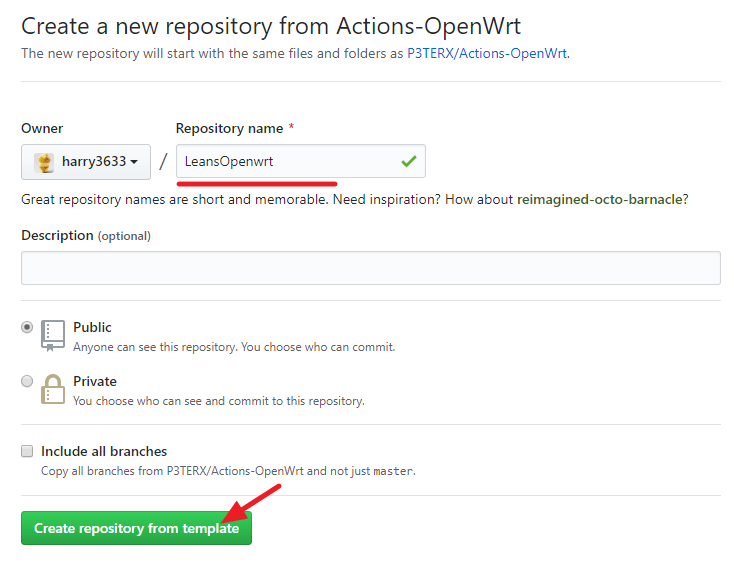 Create a new repository from Actions-OpenWrt
The new repository will start with the same files and folders as P3TERX/Actions-OpenWrt.
Owner
Repository name *
harry3633
/
LeansOpenwrt
Great repository names are short and memorable. Need inspiration? How about reimagined-octo-barnacle?
Description (optional)
Public
Anyone can see this repository. You choose who can commit.
Private
You choose who can see and commit to this repository.
Include all branches
Copy all branches from P3TERX/Actions-OpenWrt and not just master.
Create repository from template